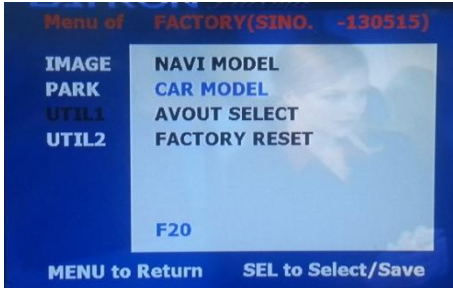 Menu of FACTORY(SINO. -130515)
IMAGE NAVI MODEL
PARK CAR MODEL
UTIL1 AVOUT SELECT
UTIL2 FACTORY RESET
F20
MENU to Return SEL to Select/Save